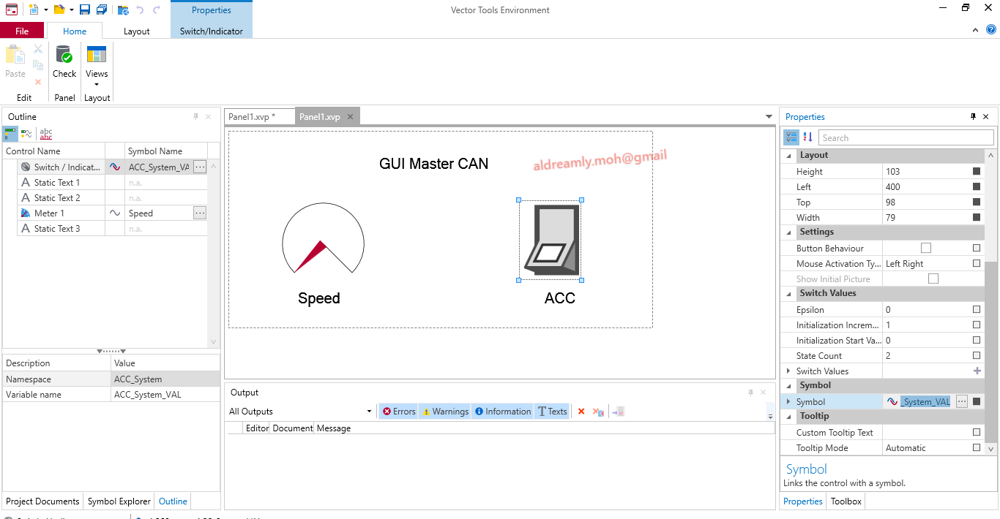 Properties
Vector Tools Environment
File
Home
Layout
Switch/Indicator
Paste
Check
Views
Edit
Panel
Layout
Outline
abc
abc
Control Name
Symbol Name
Switch / Indicat...
ACC_System_VA
...
Static Text 1
n.a.
Static Text 2
n.a.
Meter 1
Speed
...
Static Text 3
n.a.
Description
Value
Namespace
ACC_System
Variable name
ACC_System_VAL
Project Documents
Symbol Explorer
Outline
Panel1.xvp *
Panel1.xvp
GUI Master CAN
aldreamly.moh@gmail
Speed
ACC
Output
All Outputs
Errors
Warnings
Information
Texts
Editor
Document
Message
Properties
Search
Layout
Height
103
Left
400
Top
98
Width
79
Settings
Button Behaviour
Mouse Activation Ty...
Left Right
Show Initial Picture
Switch Values
Epsilon
0
Initialization Increm...
1
Initialization Start Va...
0
State Count
2
Switch Values
Symbol
Symbol
_System_VAL
...
Tooltip
Custom Tooltip Text
Tooltip Mode
Automatic
Symbol
Links the control with a symbol.
Properties
Toolbox